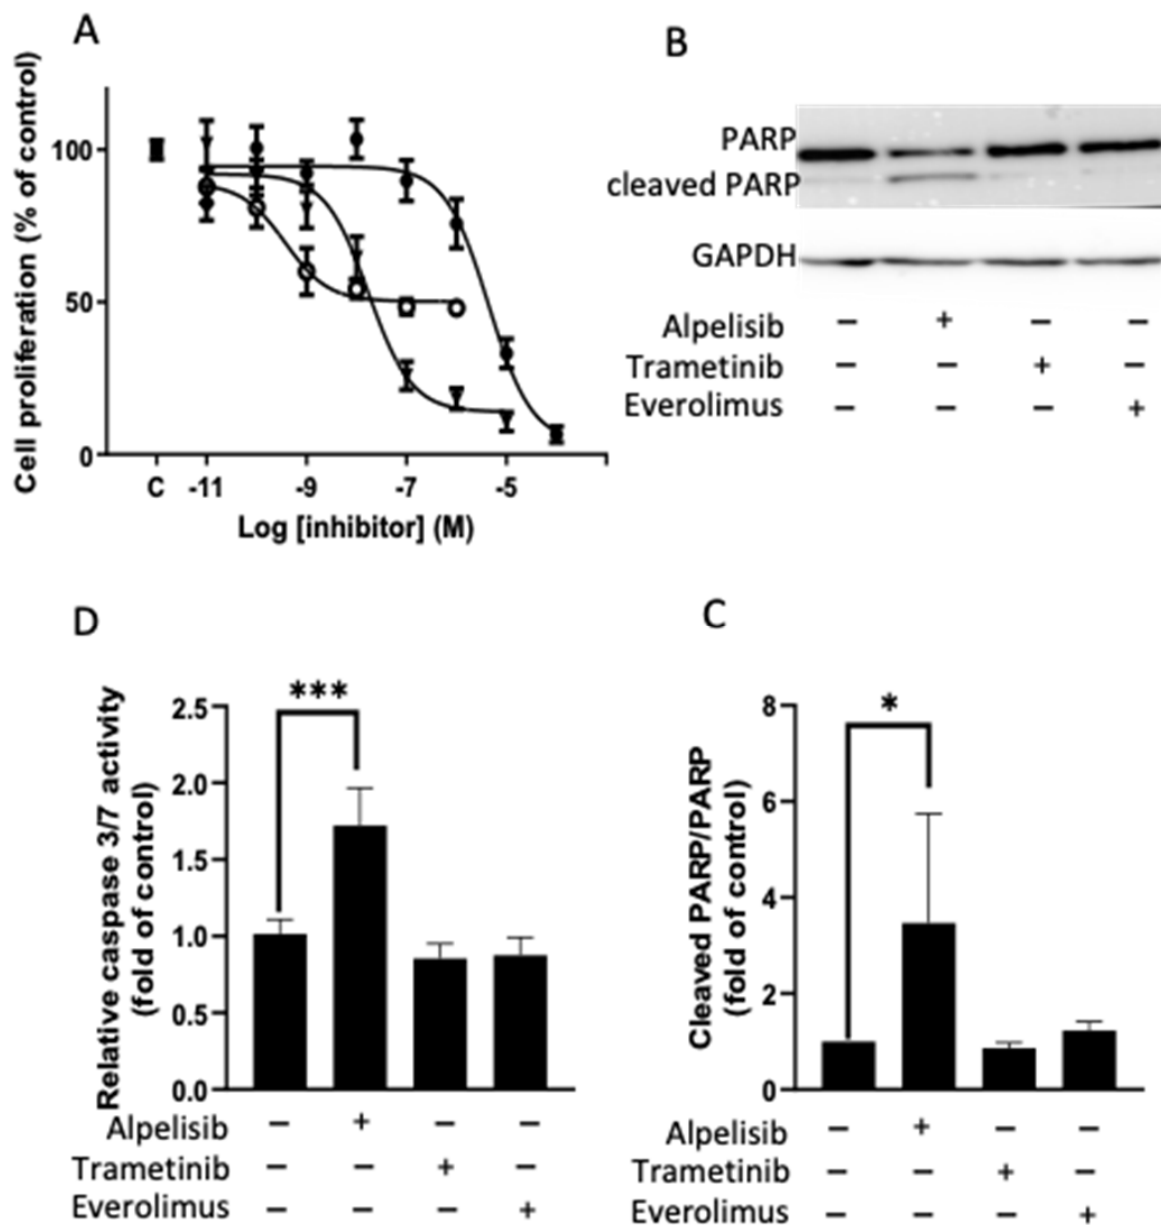 A
Cell proliferation (% of control)
100
50
0
C -11 -9 -7 -5
Log [inhibitor] (M)
B
PARP
cleaved PARP
GAPDH
Alpelisib − + − −
Trametinib − − + −
Everolimus − − − +
D
Relative caspase 3/7 activity
(fold of control)
2.5
2.0
1.5
1.0
0.5
0.0
***
Alpelisib − + − −
Trametinib − − + −
Everolimus − − − +
C
Cleaved PARP/PARP
(fold of control)
8
6
4
2
0
*
Alpelisib − + − −
Trametinib − − + −
Everolimus − − − +